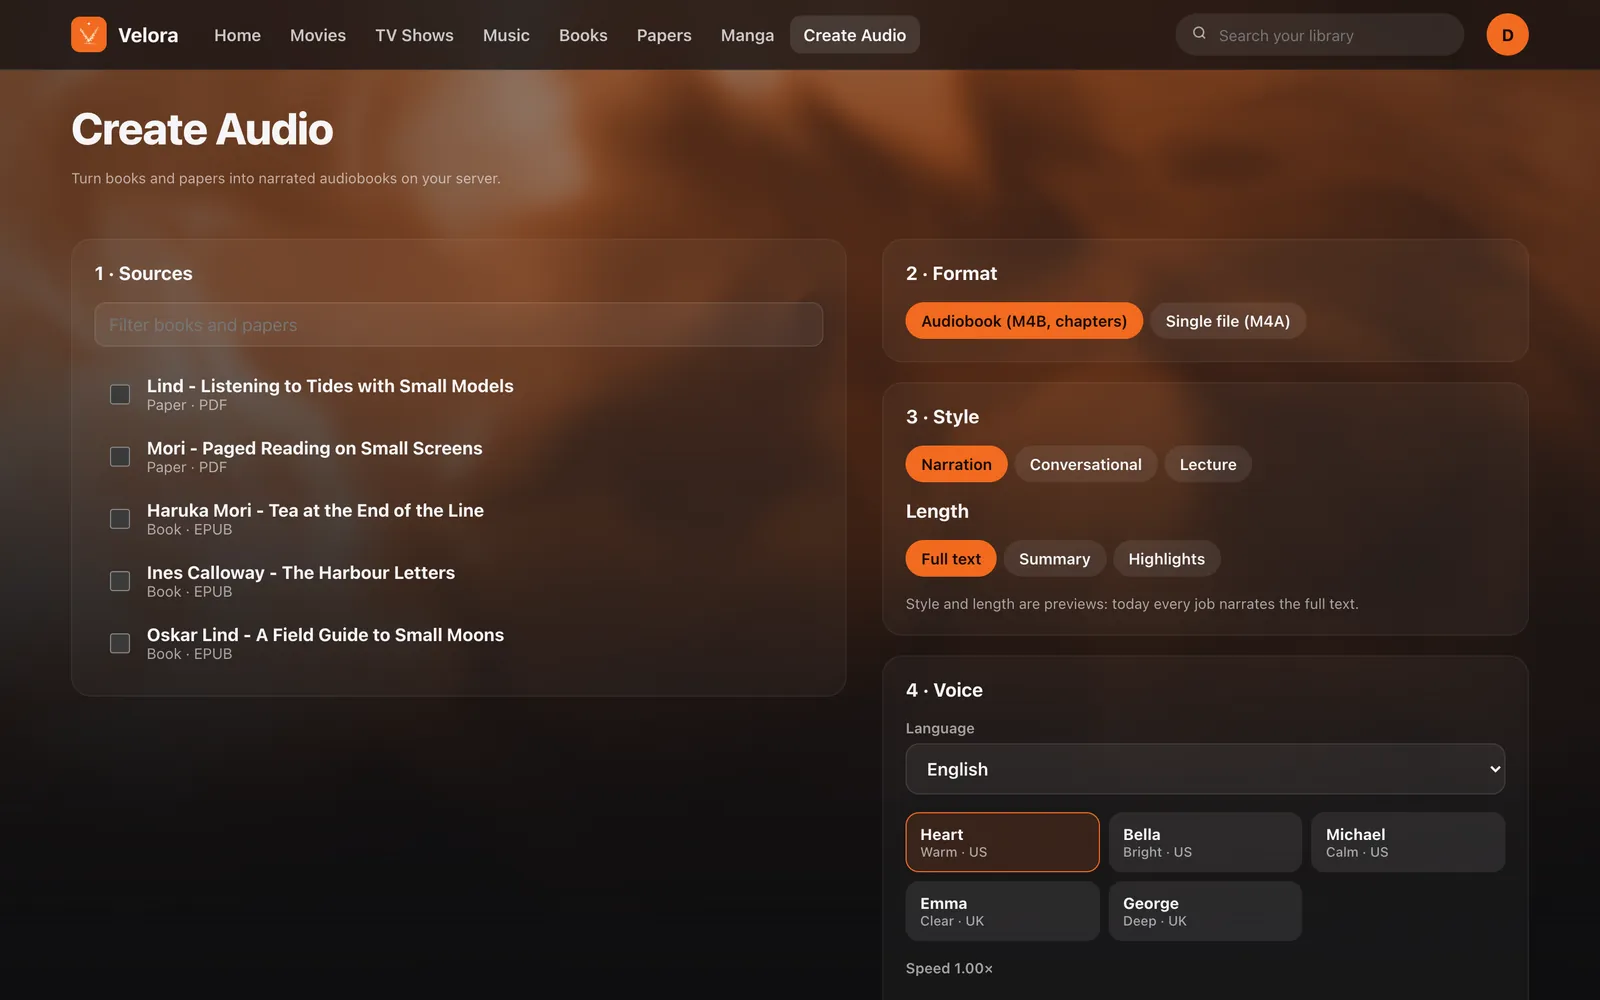 Velora
Home
Movies
TV Shows
Music
Books
Papers
Manga
Create Audio
Search your library
D
Create Audio
Turn books and papers into narrated audiobooks on your server.
1 · Sources
Filter books and papers
Lind - Listening to Tides with Small Models
Paper · PDF
Mori - Paged Reading on Small Screens
Paper · PDF
Haruka Mori - Tea at the End of the Line
Book · EPUB
Ines Calloway - The Harbour Letters
Book · EPUB
Oskar Lind - A Field Guide to Small Moons
Book · EPUB
2 · Format
Audiobook (M4B, chapters)
Single file (M4A)
3 · Style
Narration
Conversational
Lecture
Length
Full text
Summary
Highlights
Style and length are previews: today every job narrates the full text.
4 · Voice
Language
English
Heart
Warm · US
Bella
Bright · US
Michael
Calm · US
Emma
Clear · UK
George
Deep · UK
Speed 1.00×